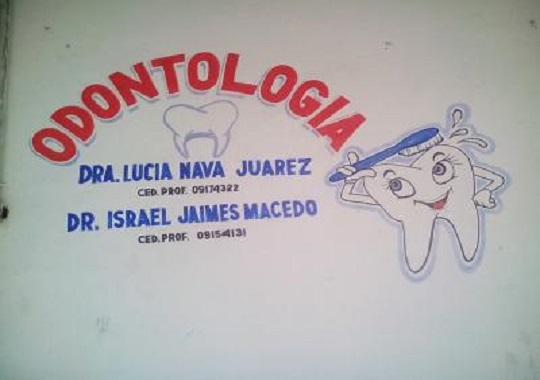 ODONTOLOGIA
DRA. LUCIA NAVA JUAREZ
CED. PROF. 09174322
DR. ISRAEL JAIMES MACEDO
CED. PROF. 09154131